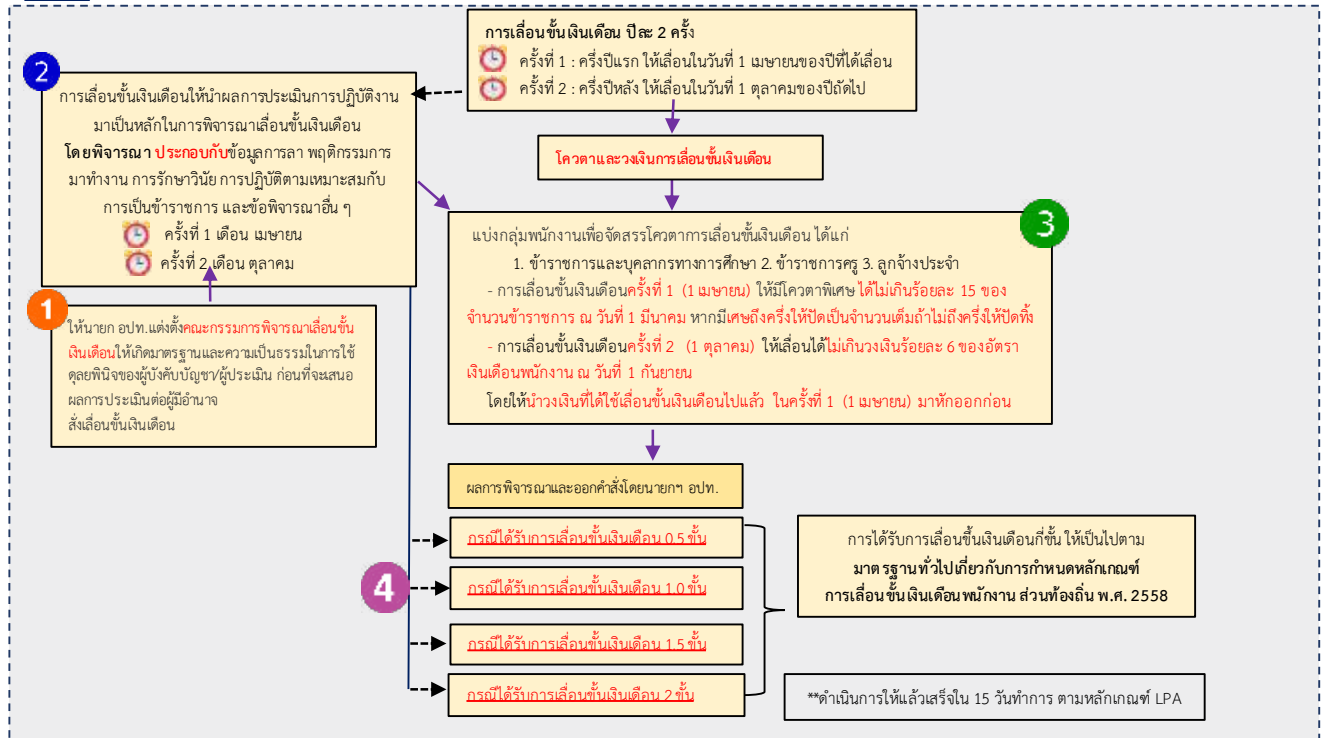 การเลื่อนขั้นเงินเดือน ปีละ 2 ครั้ง
ครั้งที่ 1 : ครึ่งปีแรก ให้เลื่อนในวันที่ 1 เมษายนของปีที่ได้เลื่อน
ครั้งที่ 2 : ครึ่งปีหลัง ให้เลื่อนในวันที่ 1 ตุลาคมของปีถัดไป
2
การเลื่อนขั้นเงินเดือนให้นำผลการประเมินการปฏิบัติงาน
มาเป็นหลักในการพิจารณาเลื่อนขั้นเงินเดือน
โดยพิจารณา ประกอบกับข้อมูลการลา พฤติกรรมการ
มาทำงาน การรักษาวินัย การปฏิบัติตามเหมาะสมกับ
การเป็นข้าราชการ และข้อพิจารณาอื่น ๆ
ครั้งที่ 1 เดือน เมษายน
ครั้งที่ 2 เดือน ตุลาคม
โควตาและวงเงินการเลื่อนขั้นเงินเดือน
3
แบ่งกลุ่มพนักงานเพื่อจัดสรรโควตาการเลื่อนขั้นเงินเดือน ได้แก่
1. ข้าราชการและบุคลากรทางการศึกษา 2. ข้าราชการครู 3. ลูกจ้างประจำ
- การเลื่อนขั้นเงินเดือนครั้งที่ 1 (1 เมษายน) ให้มีโควตาพิเศษ ได้ไม่เกินร้อยละ 15 ของ
จำนวนข้าราชการ ณ วันที่ 1 มีนาคม หากมีเศษถึงครึ่งให้ปัดเป็นจำนวนเต็มถ้าไม่ถึงครึ่งให้ปัดทิ้ง
- การเลื่อนขั้นเงินเดือนครั้งที่ 2 (1 ตุลาคม) ให้เลื่อนได้ไม่เกินวงเงินร้อยละ 6 ของอัตรา
เงินเดือนพนักงาน ณ วันที่ 1 กันยายน
โดยให้นำวงเงินที่ได้ใช้เลื่อนขั้นเงินเดือนไปแล้ว ในครั้งที่ 1 (1 เมษายน) มาหักออกก่อน
1
ให้นายก อปท.แต่งตั้งคณะกรรมการพิจารณาเลื่อนขั้น
เงินเดือนให้เกิดมาตรฐานและความเป็นธรรมในการใช้
ดุลยพินิจของผู้บังคับบัญชา/ผู้ประเมิน ก่อนที่จะเสนอ
ผลการประเมินต่อผู้มีอำนาจ
สั่งเลื่อนขั้นเงินเดือน
ผลการพิจารณาและออกคำสั่งโดยนายกฯ อปท.
4
กรณีได้รับการเลื่อนขั้นเงินเดือน 0.5 ขั้น
กรณีได้รับการเลื่อนขั้นเงินเดือน 1.0 ขั้น
กรณีได้รับการเลื่อนขั้นเงินเดือน 1.5 ขั้น
กรณีได้รับการเลื่อนขั้นเงินเดือน 2 ขั้น
การได้รับการเลื่อนขึ้นเงินเดือนกี่ขั้น ให้เป็นไปตาม
มาตรฐานทั่วไปเกี่ยวกับการกำหนดหลักเกณฑ์
การเลื่อนขั้นเงินเดือนพนักงาน ส่วนท้องถิ่น พ.ศ. 2558
**ดำเนินการให้แล้วเสร็จใน 15 วันทำการ ตามหลักเกณฑ์ LPA